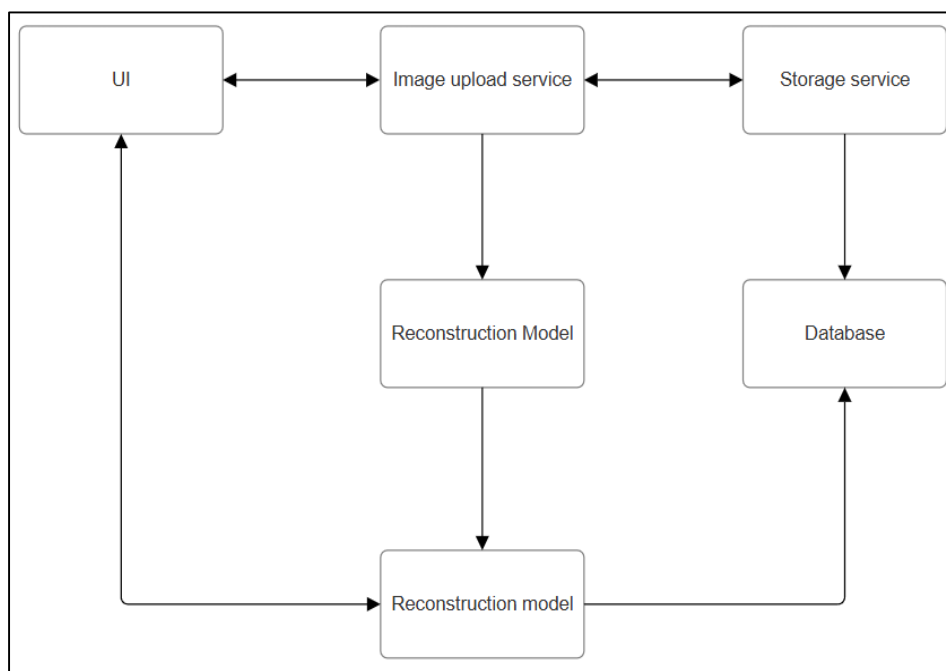 UI
Image upload service
Storage service
Reconstruction Model
Database
Reconstruction model